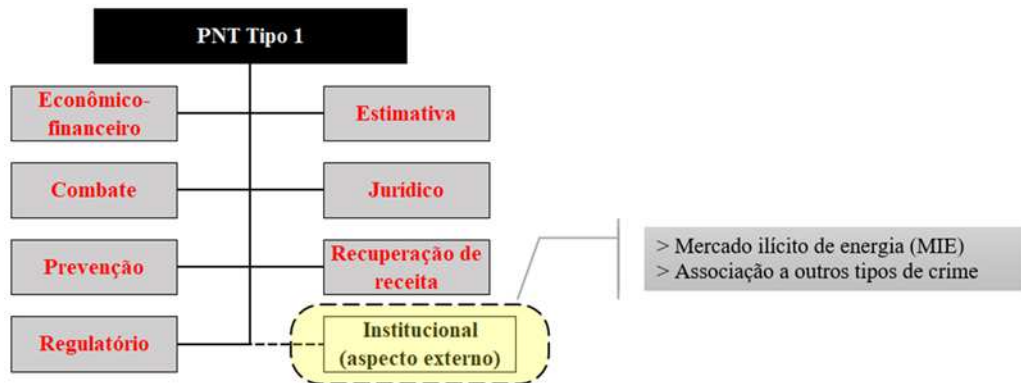 PNT Tipo 1
Econômico-
financeiro
Estimativa
Combate
Jurídico
Prevenção
Recuperação de
receita
Regulatório
Institucional
(aspecto externo)
> Mercado ilícito de energia (MIE)
> Associação a outros tipos de crime